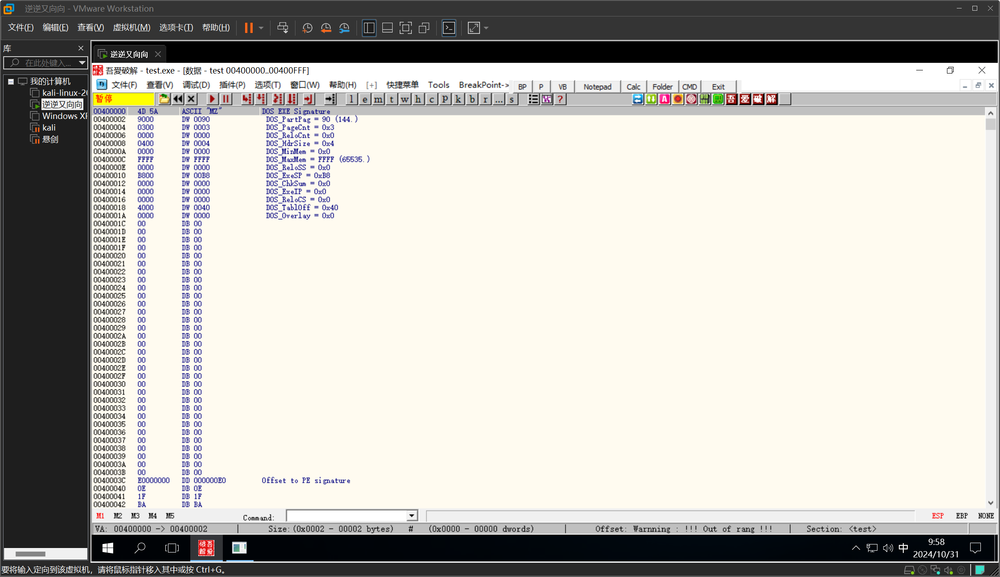 逆逆又向向 - VMware Workstation
文件(F) 编辑(E) 查看(V) 虚拟机(M) 选项卡(T) 帮助(H)
库
在此处键入...
我的计算机
kali-linux-20
逆逆又向向
Windows XP
kali
悬剑
逆逆又向向
吾愛破解 - test.exe - [数据 - test 00400000..00400FFF]
文件(F) 查看(V) 调试(D) 插件(P) 选项(T) 窗口(W) 帮助(H) [+] 快捷菜单 Tools BreakPoint-> BP P VB Notepad Calc Folder CMD Exit
暂停 l e m t w h c P k b r ... s ? A 吾 爱 破 解
00400000 4D 5A ASCII "MZ" DOS EXE Signature
00400002 9000 DW 0090 DOS_PartPag = 90 (144.)
00400004 0300 DW 0003 DOS_PageCnt = 0x3
00400006 0000 DW 0000 DOS_ReloCnt = 0x0
00400008 0400 DW 0004 DOS_HdrSize = 0x4
0040000A 0000 DW 0000 DOS_MinMem = 0x0
0040000C FFFF DW FFFF DOS_MaxMem = FFFF (65535.)
0040000E 0000 DW 0000 DOS_ReloSS = 0x0
00400010 B800 DW 00B8 DOS_ExeSP = 0xB8
00400012 0000 DW 0000 DOS_ChkSum = 0x0
00400014 0000 DW 0000 DOS_ExeIP = 0x0
00400016 0000 DW 0000 DOS_ReloCS = 0x0
00400018 4000 DW 0040 DOS_TablOff = 0x40
0040001A 0000 DW 0000 DOS_Overlay = 0x0
0040001C 00 DB 00
0040001D 00 DB 00
0040001E 00 DB 00
0040001F 00 DB 00
00400020 00 DB 00
00400021 00 DB 00
00400022 00 DB 00
00400023 00 DB 00
00400024 00 DB 00
00400025 00 DB 00
00400026 00 DB 00
00400027 00 DB 00
00400028 00 DB 00
00400029 00 DB 00
0040002A 00 DB 00
0040002B 00 DB 00
0040002C 00 DB 00
0040002D 00 DB 00
0040002E 00 DB 00
0040002F 00 DB 00
00400030 00 DB 00
00400031 00 DB 00
00400032 00 DB 00
00400033 00 DB 00
00400034 00 DB 00
00400035 00 DB 00
00400036 00 DB 00
00400037 00 DB 00
00400038 00 DB 00
00400039 00 DB 00
0040003A 00 DB 00
0040003B 00 DB 00
0040003C E0000000 DD 000000E0 Offset to PE signature
00400040 0E DB 0E
00400041 1F DB 1F
00400042 BA DB BA
M1 M2 M3 M4 M5 Command: ESP EBP NONE
VA: 00400000 -> 00400002 | Size:(0x0002 - 00002 bytes) # (0x0000 - 00000 dwords) | Offset: Warnning : !!! Out of rang !!! | Section: <test>
破吾
解爱
中
9:58
2024/10/31
要将输入定向到该虚拟机，请将鼠标指针移入其中或按 Ctrl+G。